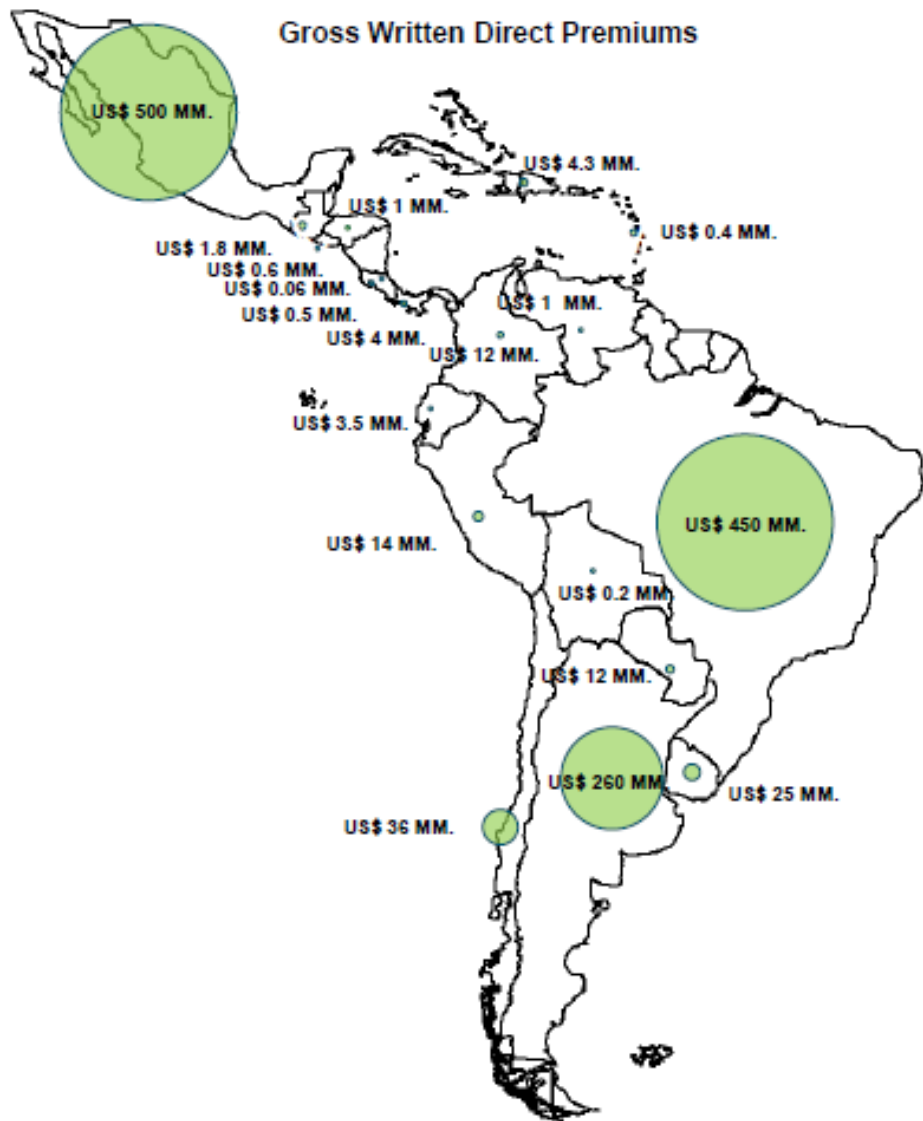 Gross Written Direct Premiums
US$ 500 MM.
US$ 4.3 MM.
US$ 1 MM.
US$ 0.4 MM.
US$ 1.8 MM.
US$ 0.6 MM.
US$ 0.06 MM.
US$ 0.5 MM.
US$ 1 MM.
US$ 4 MM.
US$ 12 MM.
US$ 3.5 MM.
US$ 450 MM.
US$ 14 MM.
US$ 0.2 MM
US$ 12 MM.
US$ 260 MM
US$ 25 MM.
US$ 36 MM.